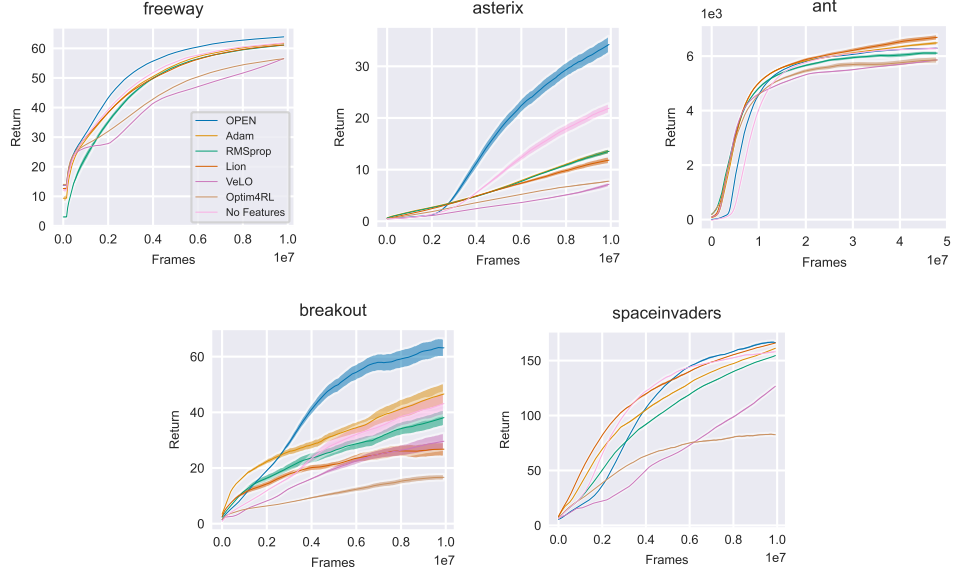 freeway
asterix
ant
1e3
Return
60
50
40
30
20
10
0
OPEN
Adam
RMSprop
Lion
VeLO
Optim4RL
No Features
0.0 0.2 0.4 0.6 0.8 1.0
Frames
1e7
Return
30
20
10
0
0.0 0.2 0.4 0.6 0.8 1.0
Frames
1e7
Return
6
4
2
0
0 1 2 3 4 5
Frames
1e7
breakout
spaceinvaders
Return
60
40
20
0
0.0 0.2 0.4 0.6 0.8 1.0
Frames
1e7
Return
150
100
50
0
0.0 0.2 0.4 0.6 0.8 1.0
Frames
1e7